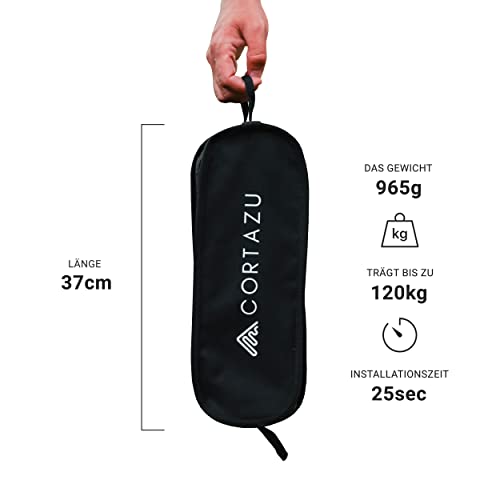 LÄNGE
37cm
CORTAZU
DAS GEWICHT
965g
kg
TRÄGT BIS ZU
120kg
INSTALLATIONSZEIT
25sec